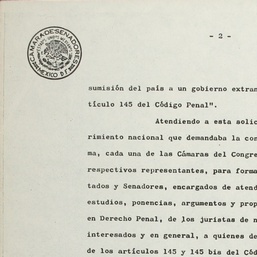 - 2 -
CAMARA DE SENADORES
MEXICO D.F.
sumisión del país a un gobierno extran
tículo 145 del Código Penal".
Atendiendo a esta solic
rimiento nacional que demandaba la con
ma, cada una de las Cámaras del Congre
respectivos representantes, para forma
tados y Senadores, encargados de atend
estudios, ponencias, argumentos y prop
en Derecho Penal, de los juristas de n
interesados y en general, a quienes de
de los artículos 145 y 145 bis del Cód